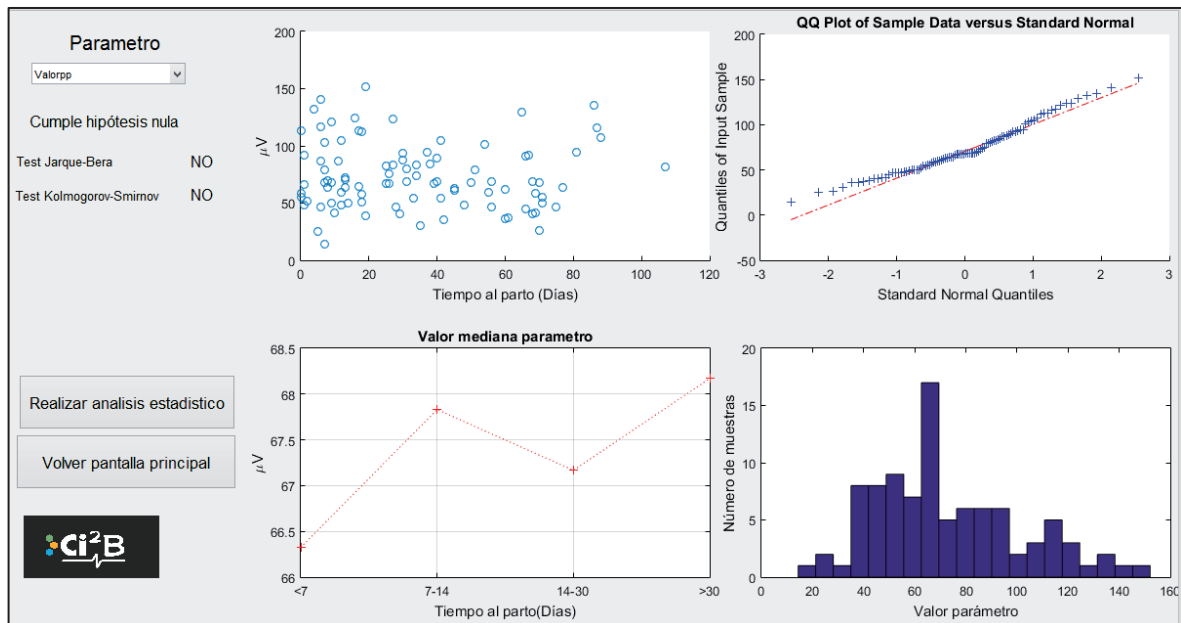 Parametro
Valorpp
Cumple hipótesis nula
Test Jarque-Bera NO
Test Kolmogorov-Smirnov NO
Realizar analisis estadistico
Volver pantalla principal
Ci²B
200
150
100
50
0
μV
0 20 40 60 80 100 120
Tiempo al parto (Días)
QQ Plot of Sample Data versus Standard Normal
200
150
100
50
0
-50
Quantiles of Input Sample
-3 -2 -1 0 1 2 3
Standard Normal Quantiles
Valor mediana parametro
68.5
68
67.5
67
66.5
66
μV
<7 7-14 14-30 >30
Tiempo al parto(Días)
20
15
10
5
0
Número de muestras
0 20 40 60 80 100 120 140 160
Valor parámetro